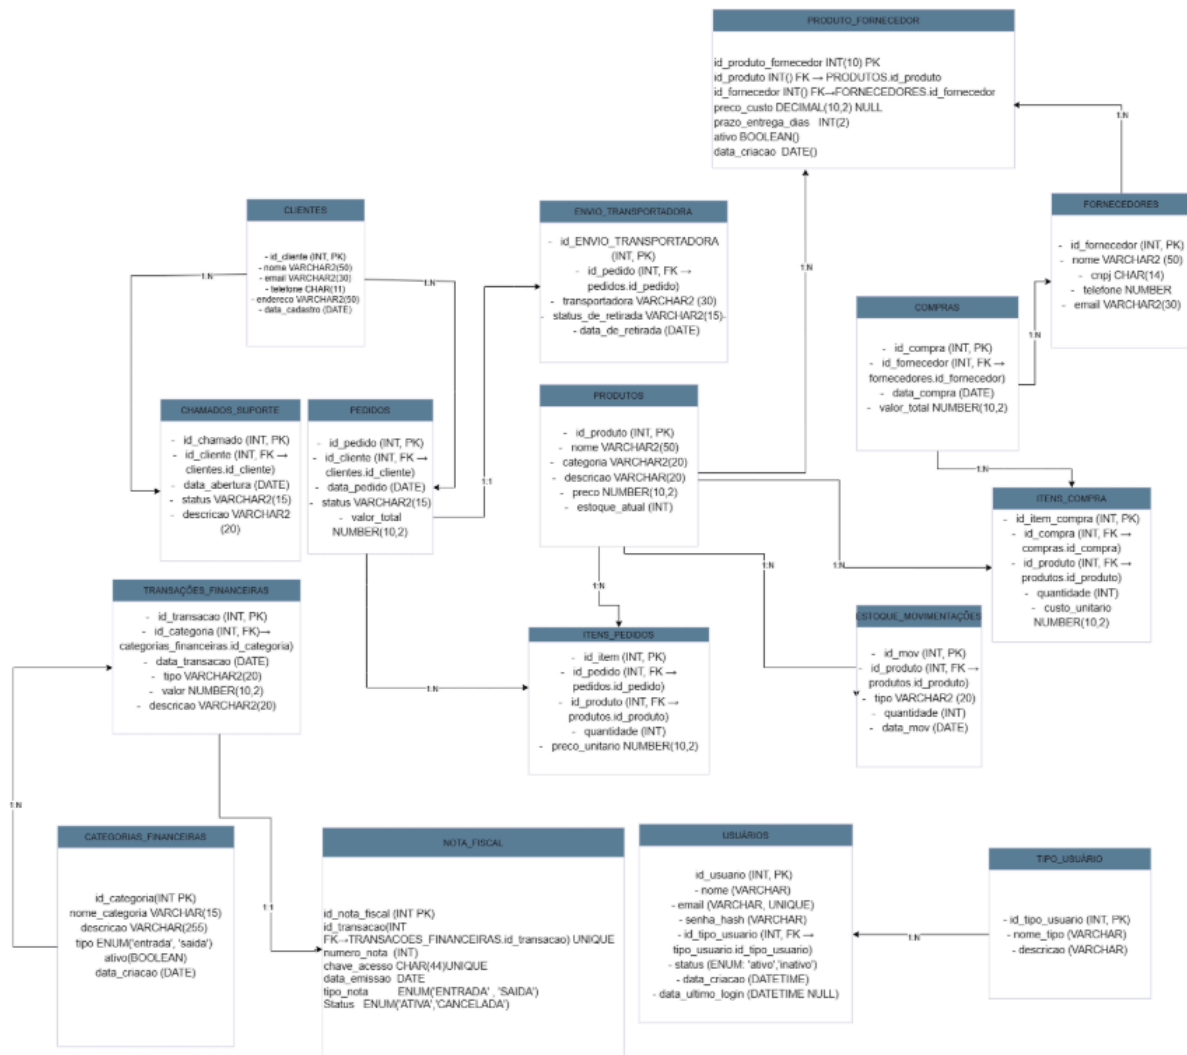 PRODUTO_FORNECEDOR
id_produto_fornecedor INT(10) PK
id_produto INT() FK → PRODUTOS.id_produto
id_fornecedor INT() FK→FORNECEDORES.id_fornecedor
preco_custo DECIMAL(10,2) NULL
prazo_entrega_dias INT(2)
ativo BOOLEAN()
data_criacao DATE()
1:N
CLIENTES
- id_cliente (INT, PK)
- nome VARCHAR2(50)
- email VARCHAR2(30)
- telefone CHAR(11)
- endereco VARCHAR2(50)
- data_cadastro (DATE)
1:N
1:N
ENVIO_TRANSPORTADORA
- id_ENVIO_TRANSPORTADORA
(INT, PK)
- id_pedido (INT, FK →
pedidos.id_pedido)
- transportadora VARCHAR2 (30)
- status_de_retirada VARCHAR2(15)-
- data_de_retirada (DATE)
1:N
FORNECEDORES
- id_fornecedor (INT, PK)
- nome VARCHAR2 (50)
- cnpj CHAR(14)
- telefone NUMBER
- email VARCHAR2(30)
COMPRAS
- id_compra (INT, PK)
- id_fornecedor (INT, FK →
fornecedores.id_fornecedor)
- data_compra (DATE)
- valor_total NUMBER(10,2)
1:N
CHAMADOS_SUPORTE
- id_chamado (INT, PK)
- id_cliente (INT, FK →
clientes.id_cliente)
- data_abertura (DATE)
- status VARCHAR2(15)
- descricao VARCHAR2
(20)
PEDIDOS
- id_pedido (INT, PK)
- id_cliente (INT, FK →
clientes.id_cliente)
- data_pedido (DATE)
- status VARCHAR2(15)
- valor_total
NUMBER(10,2)
1:1
PRODUTOS
- id_produto (INT, PK)
- nome VARCHAR2(50)
- categoria VARCHAR2(20)
- descricao VARCHAR(20)
- preco NUMBER(10,2)
- estoque_atual (INT)
1:N
ITENS_COMPRA
- id_item_compra (INT, PK)
- id_compra (INT, FK →
compras.id_compra)
- id_produto (INT, FK →
produtos.id_produto)
- quantidade (INT)
- custo_unitario
NUMBER(10,2)
1:N
1:N
1:N
TRANSAÇÕES_FINANCEIRAS
- id_transacao (INT, PK)
- id_categoria (INT, FK)→
categorias_financeiras.id_categoria)
- data_transacao (DATE)
- tipo VARCHAR2(20)
- valor NUMBER(10,2)
- descricao VARCHAR2(20)
ITENS_PEDIDOS
- id_item (INT, PK)
- id_pedido (INT, FK →
pedidos.id_pedido)
- id_produto (INT, FK →
produtos.id_produto)
- quantidade (INT)
- preco_unitario NUMBER(10,2)
1:N
ESTOQUE_MOVIMENTAÇÕES
- id_mov (INT, PK)
- id_produto (INT, FK →
produtos.id_produto)
- tipo VARCHAR2 (20)
- quantidade (INT)
- data_mov (DATE)
1:N
CATEGORIAS_FINANCEIRAS
id_categoria(INT PK)
nome_categoria VARCHAR(15)
descricao VARCHAR(255)
tipo ENUM('entrada', 'saida')
ativo(BOOLEAN)
data_criacao (DATE)
1:1
NOTA_FISCAL
id_nota_fiscal (INT PK)
id_transacao(INT
FK→TRANSACOES_FINANCEIRAS.id_transacao) UNIQUE
numero_nota (INT)
chave_acesso CHAR(44)UNIQUE
data_emissao DATE
tipo_nota ENUM('ENTRADA' , 'SAIDA')
Status ENUM('ATIVA','CANCELADA')
USUÁRIOS
id_usuario (INT, PK)
- nome (VARCHAR)
- email (VARCHAR, UNIQUE)
- senha_hash (VARCHAR)
- id_tipo_usuario (INT, FK →
tipo_usuario.id_tipo_usuario)
- status (ENUM: 'ativo','inativo')
- data_criacao (DATETIME)
- data_ultimo_login (DATETIME NULL)
1:N
TIPO_USUÁRIO
- id_tipo_usuario (INT, PK)
- nome_tipo (VARCHAR)
- descricao (VARCHAR)